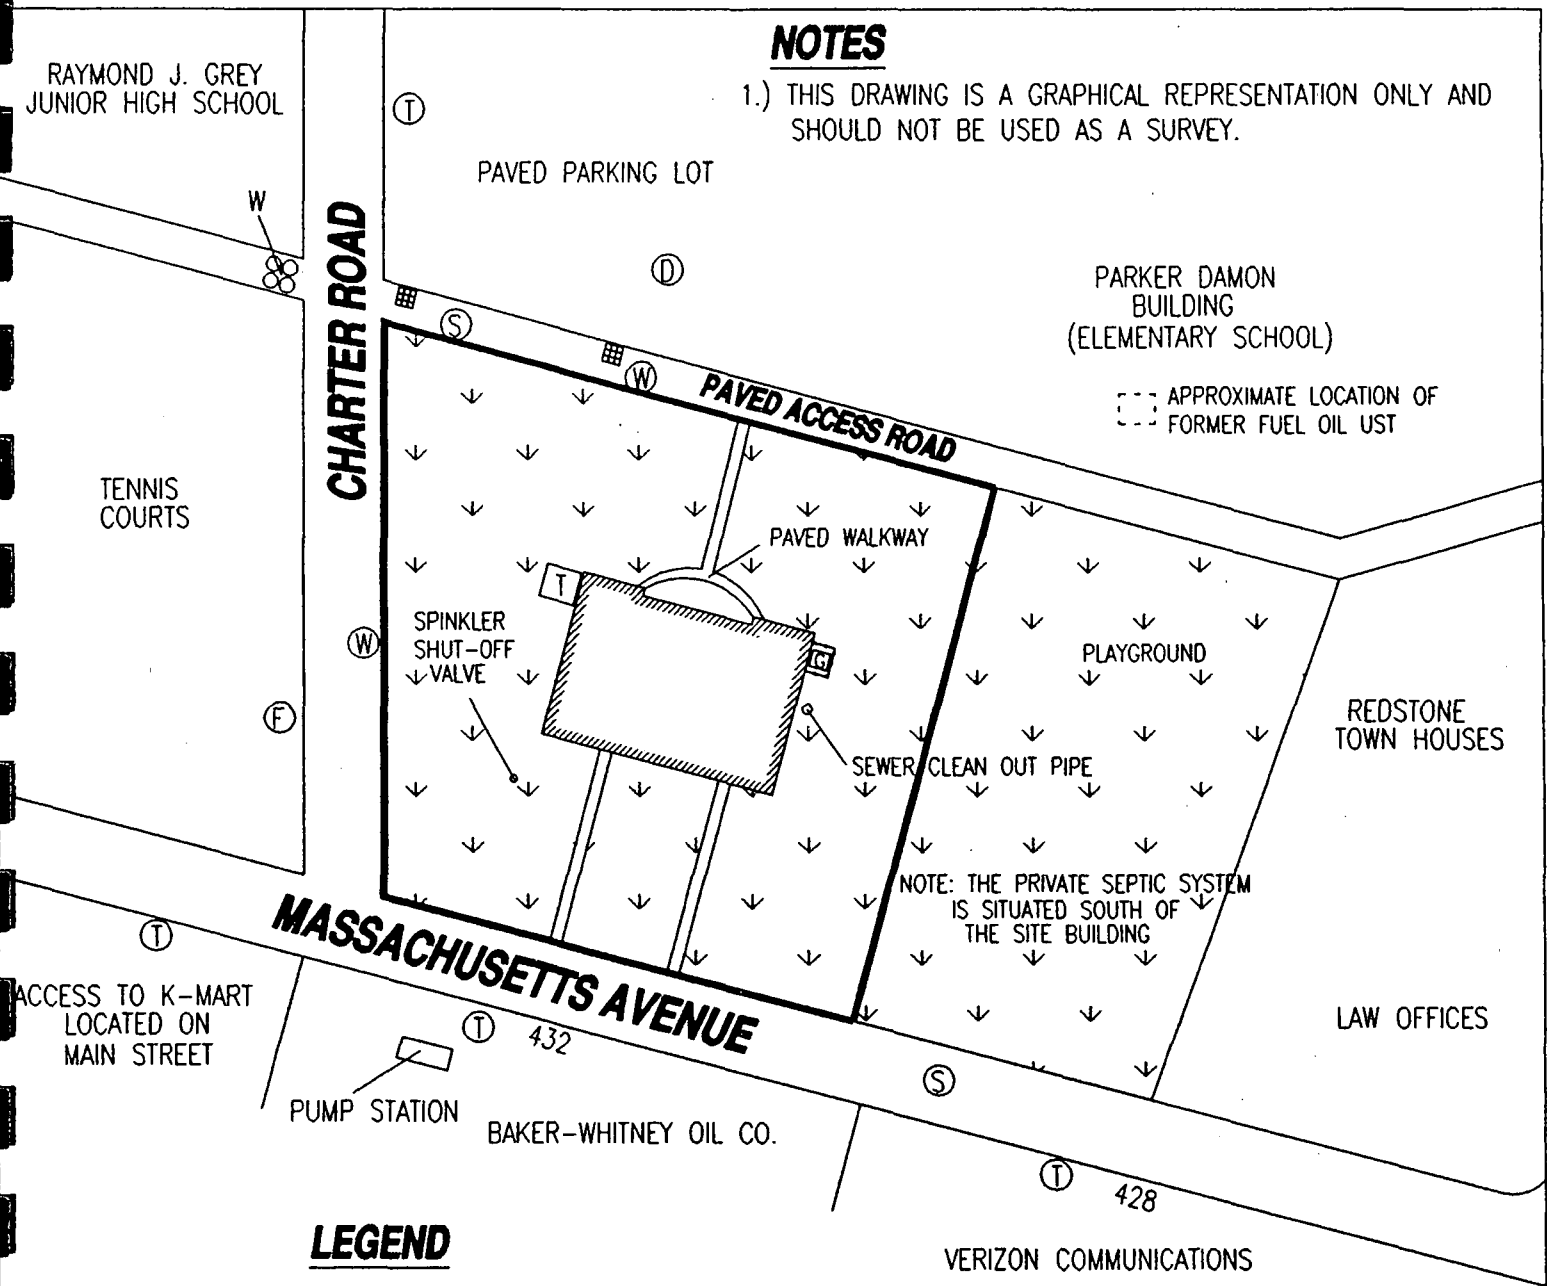 NOTES
1.) THIS DRAWING IS A GRAPHICAL REPRESENTATION ONLY AND
SHOULD NOT BE USED AS A SURVEY.
RAYMOND J. GREY
JUNIOR HIGH SCHOOL
T
PAVED PARKING LOT
W
D
CHARTER ROAD
PARKER DAMON
BUILDING
(ELEMENTARY SCHOOL)
S
W
PAVED ACCESS ROAD
APPROXIMATE LOCATION OF
FORMER FUEL OIL UST
TENNIS
COURTS
PAVED WALKWAY
T
SPINKLER
SHUT-OFF
VALVE
W
G
PLAYGROUND
F
REDSTONE
TOWN HOUSES
SEWER CLEAN OUT PIPE
NOTE: THE PRIVATE SEPTIC SYSTEM
IS SITUATED SOUTH OF
THE SITE BUILDING
MASSACHUSETTS AVENUE
T
ACCESS TO K-MART
LOCATED ON
MAIN STREET
T
432
LAW OFFICES
S
PUMP STATION
BAKER-WHITNEY OIL CO.
T
428
LEGEND
VERIZON COMMUNICATIONS